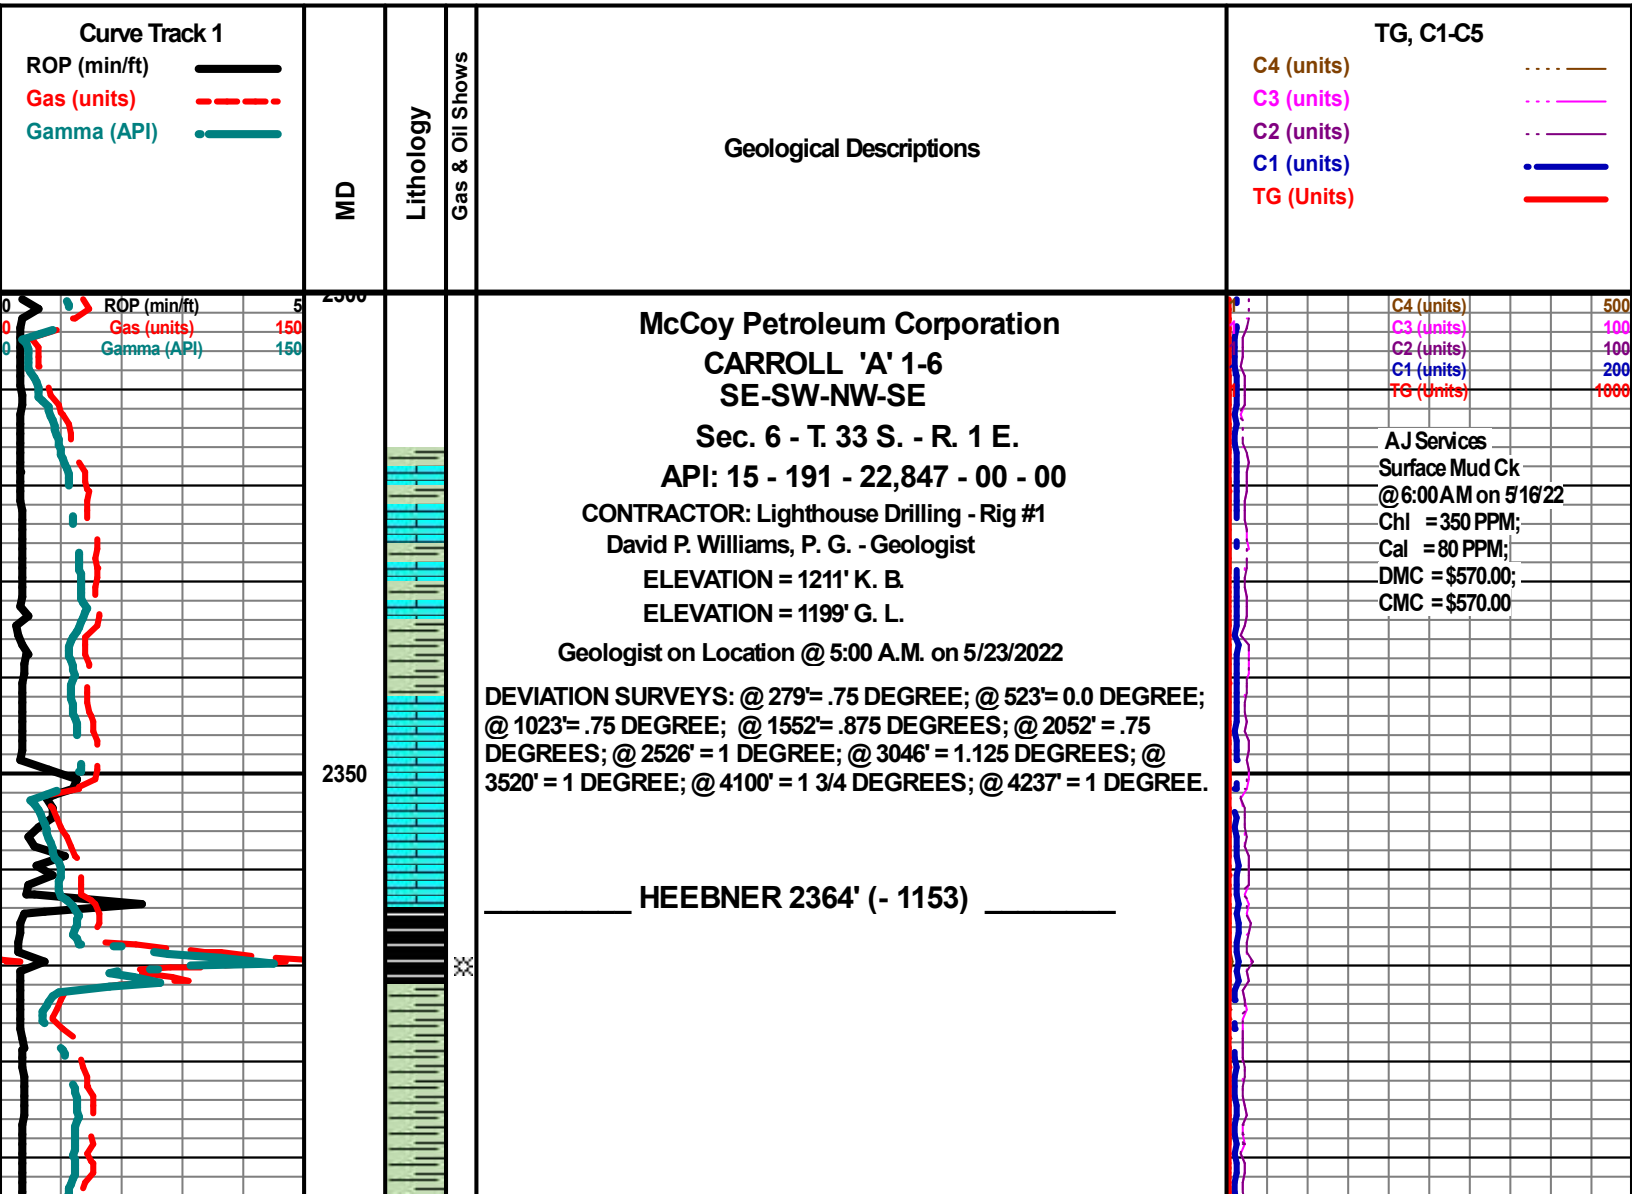 Curve Track 1
ROP (min/ft)
Gas (units)
Gamma (API)
MD
Lithology
Gas & Oil Shows
Geological Descriptions
TG, C1-C5
C4 (units)
C3 (units)
C2 (units)
C1 (units)
TG (Units)
0 ROP (min/ft) 5
0 Gas (units) 150
0 Gamma (API) 150
2300
2350
McCoy Petroleum Corporation
CARROLL 'A' 1-6
SE-SW-NW-SE
Sec. 6 - T. 33 S. - R. 1 E.
API: 15 - 191 - 22,847 - 00 - 00
CONTRACTOR: Lighthouse Drilling - Rig #1
David P. Williams, P. G. - Geologist
ELEVATION = 1211' K. B.
ELEVATION = 1199' G. L.
Geologist on Location @ 5:00 A.M. on 5/23/2022
DEVIATION SURVEYS: @ 279'= .75 DEGREE; @ 523'= 0.0 DEGREE;
@ 1023'= .75 DEGREE; @ 1552'= .875 DEGREES; @ 2052' = .75
DEGREES; @ 2526' = 1 DEGREE; @ 3046' = 1.125 DEGREES; @
3520' = 1 DEGREE; @ 4100' = 1 3/4 DEGREES; @ 4237' = 1 DEGREE.
HEEBNER 2364' (- 1153)
C4 (units) 500
C3 (units) 100
C2 (units) 100
C1 (units) 200
TG (Units) 1000
AJ Services
Surface Mud Ck
@ 6:00 AM on 5/16/22
Chl = 350 PPM;
Cal = 80 PPM;
DMC = $570.00;
CMC = $570.00